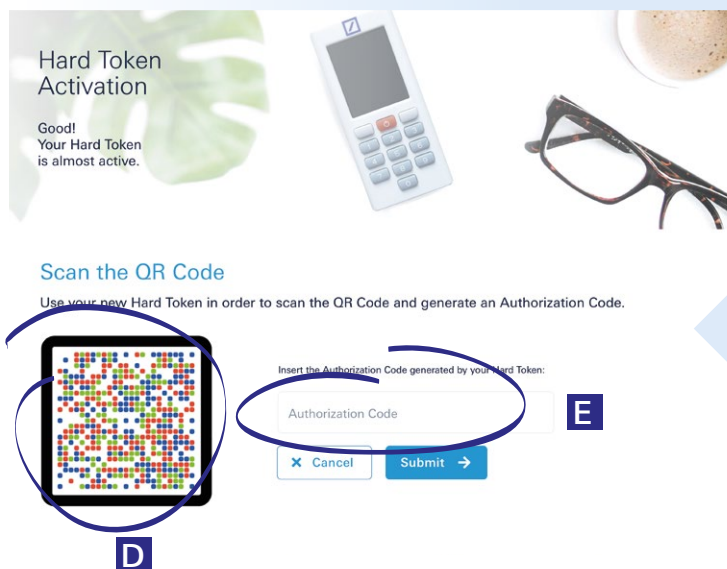 Hard Token
Activation
Good!
Your Hard Token
is almost active.
Scan the QR Code
Use your new Hard Token in order to scan the QR Code and generate an Authorization Code.
Insert the Authorization Code generated by your Hard Token:
Authorization Code
E
Cancel
Submit
D